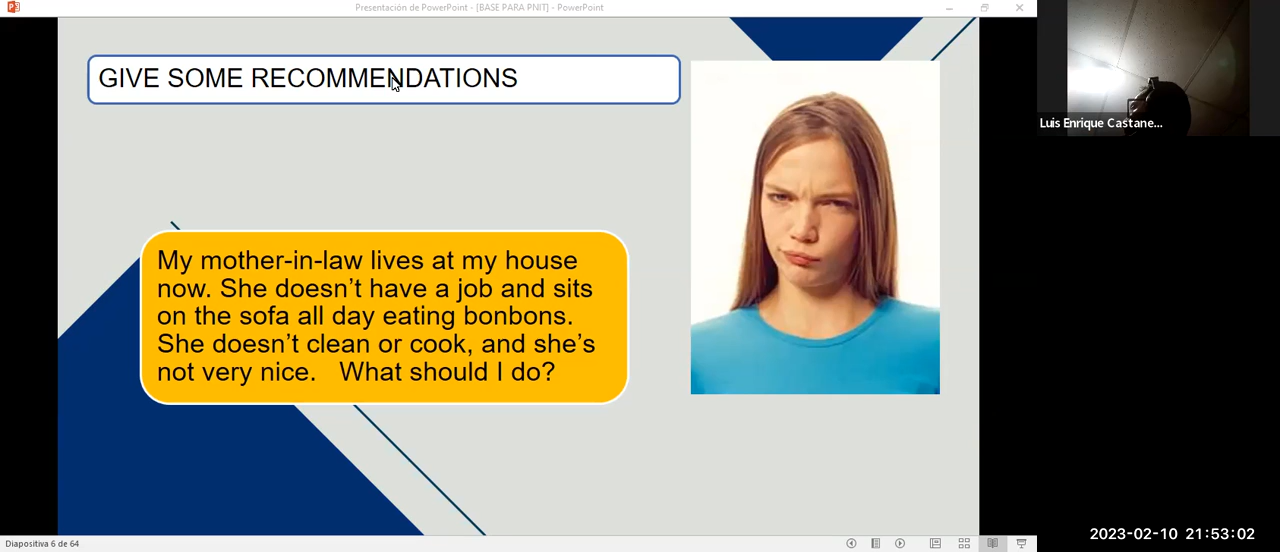 Presentación de PowerPoint - [BASE PARA PNIT] - PowerPoint
GIVE SOME RECOMMENDATIONS
My mother-in-law lives at my house
now. She doesn’t have a job and sits
on the sofa all day eating bonbons.
She doesn’t clean or cook, and she’s
not very nice.   What should I do?
Luis Enrique Castane...
Diapositiva 6 de 64
2023-02-10 21:53:02